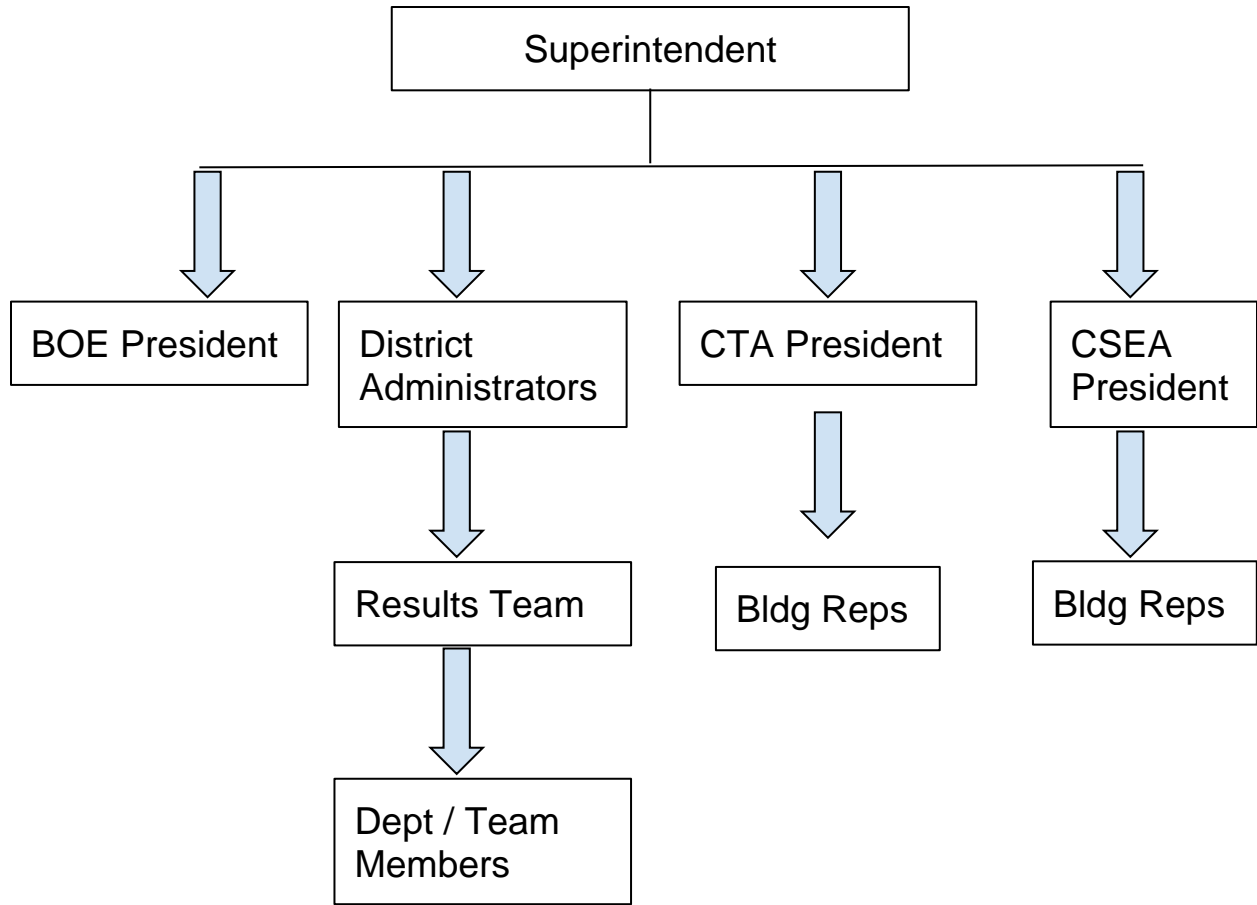 Superintendent
BOE President
District
Administrators
CTA President
CSEA
President
Results Team
Bldg Reps
Bldg Reps
Dept / Team
Members